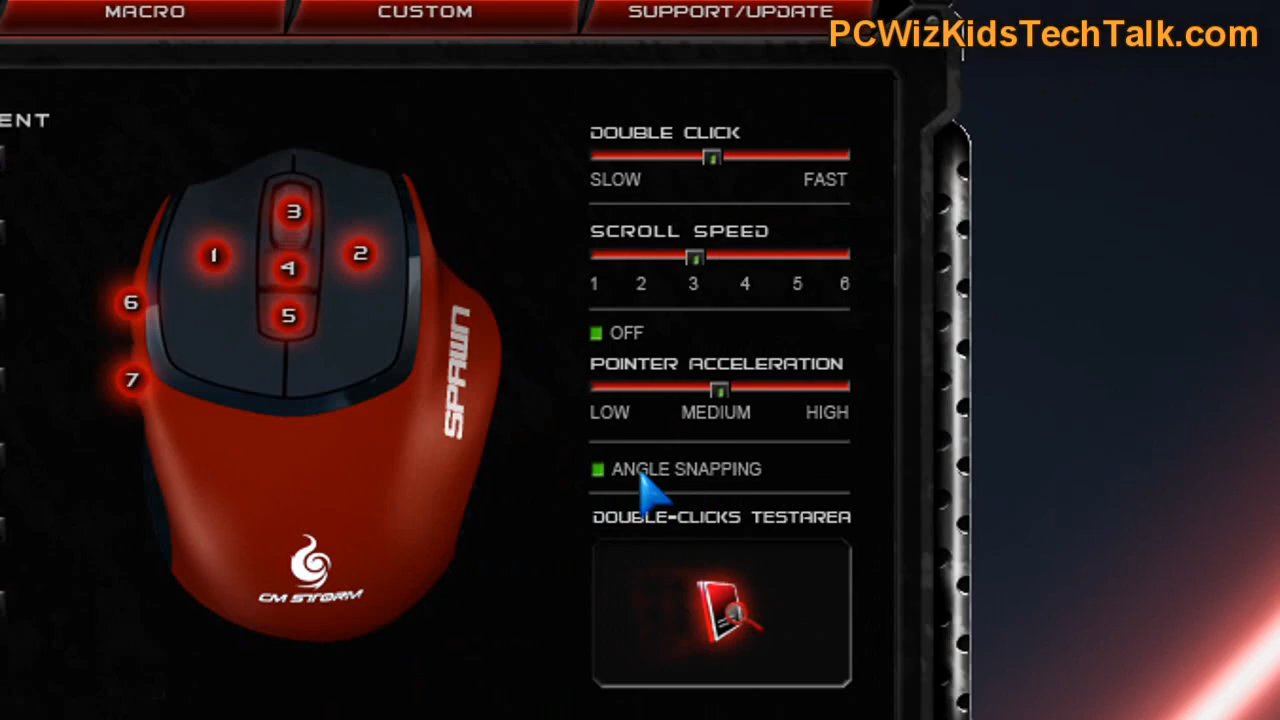 MACRO CUSTOM SUPPORT/UPDATE
PCWizKidsTechTalk.com
ENT
DOUBLE CLICK
SLOW FAST
SCROLL SPEED
1 2 3 4 5 6
OFF
POINTER ACCELERATION
LOW MEDIUM HIGH
ANGLE SNAPPING
DOUBLE-CLICKS TESTAREA
3
1 2
4
6 5
7
SPAWN
CM STORM